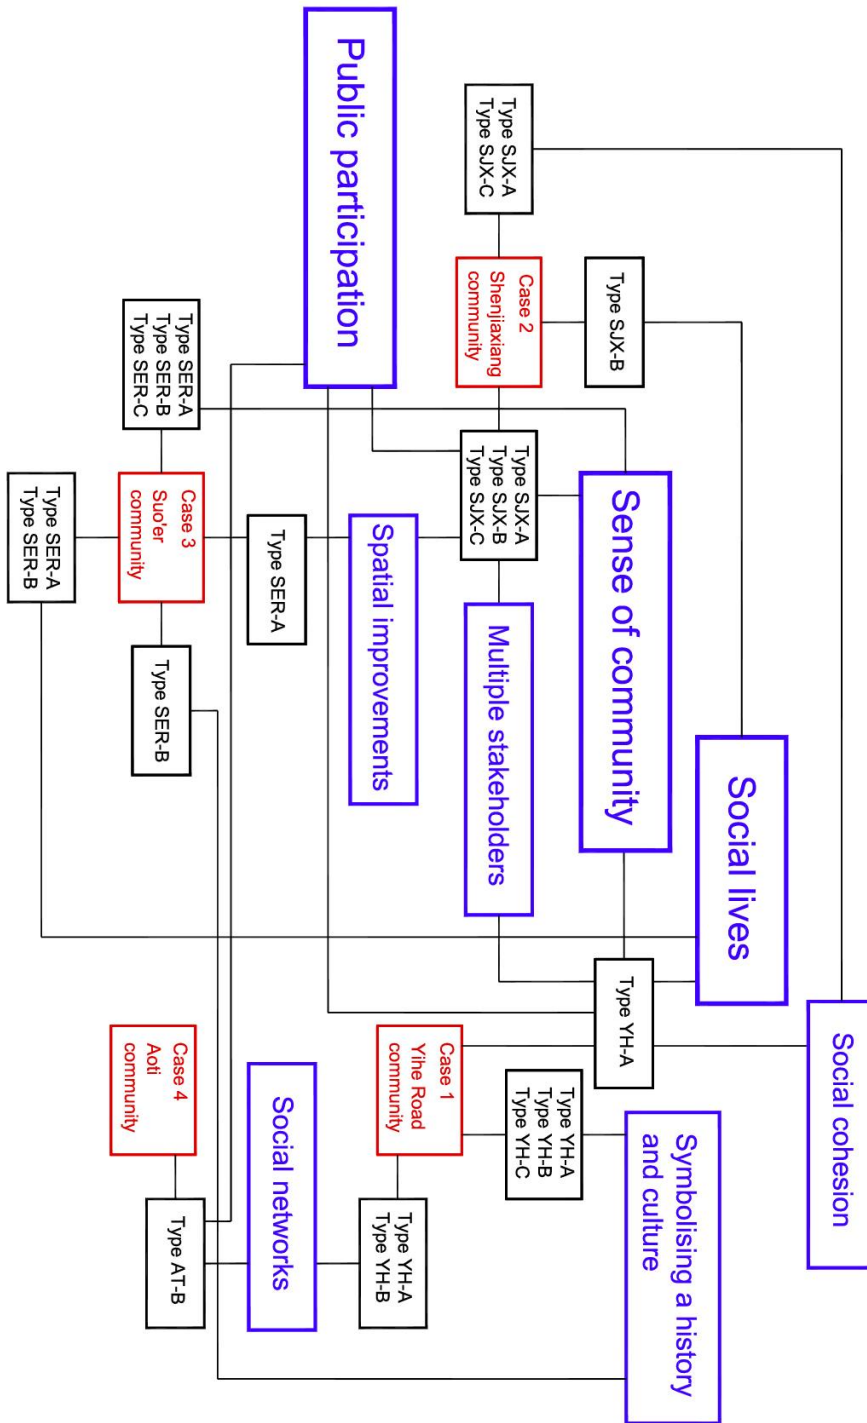 Social cohesion
Social lives
Symbolising a history
and culture
Type SJX-B
Sense of community
Type YH-A
Type SJX-A
Type SJX-C
Case 2
Shenjiaxiang
community
Type SJX-A
Type SJX-B
Type SJX-C
Multiple stakeholders
Type YH-A
Type YH-B
Type YH-C
Public participation
Spatial improvements
Case 1
Yihe Road
community
Type YH-A
Type YH-B
Type SER-A
Social networks
Type SER-A
Type SER-B
Type SER-C
Case 3
Suo'er
community
Type SER-B
Case 4
Aoti
community
Type AT-B
Type SER-A
Type SER-B